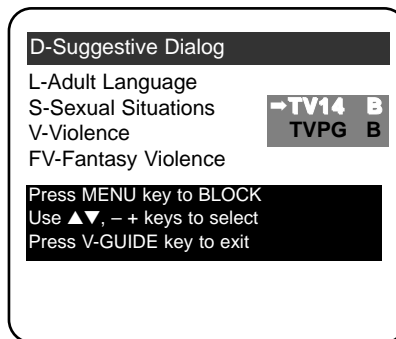 D-Suggestive Dialog
L-Adult Language
S-Sexual Situations
➡TV14 B
V-Violence
TVPG B
FV-Fantasy Violence
Press MENU key to BLOCK
Use ▲▼, – + keys to select
Press V-GUIDE key to exit